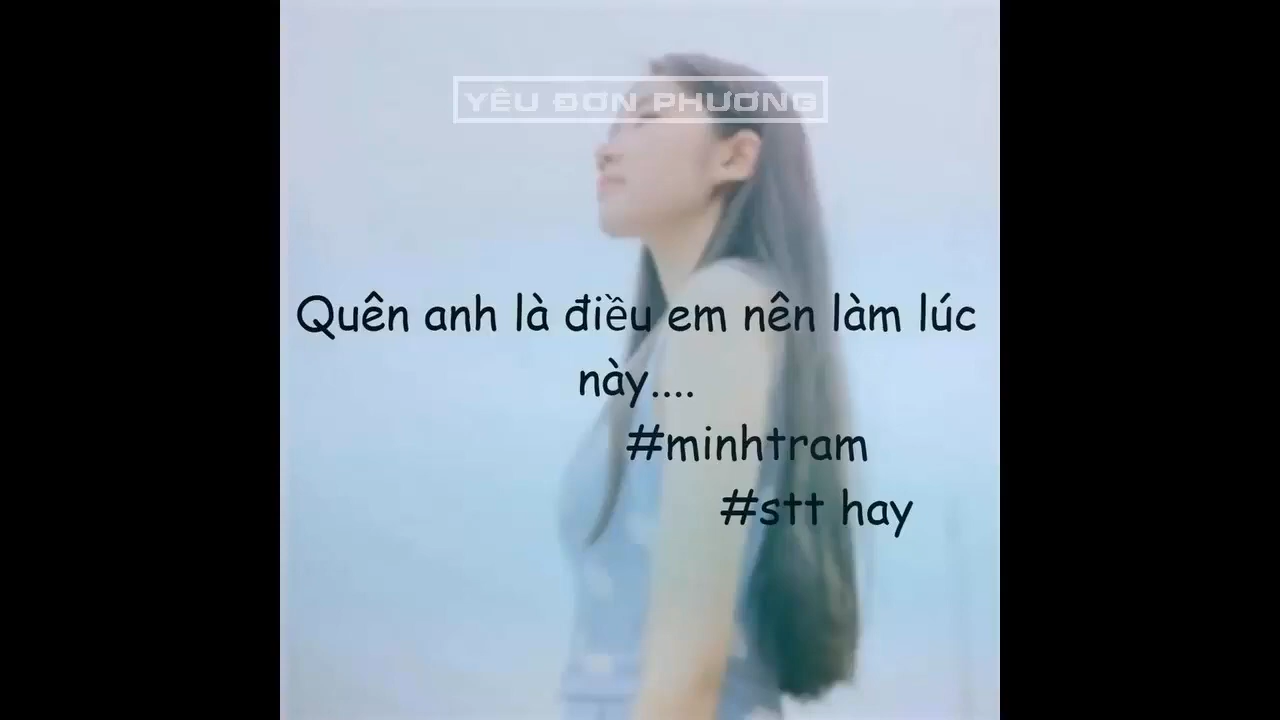 YÊU ĐƠN PHƯƠNG
Quên anh là điều em nên làm lúc
này....
#minhtram
#stt hay